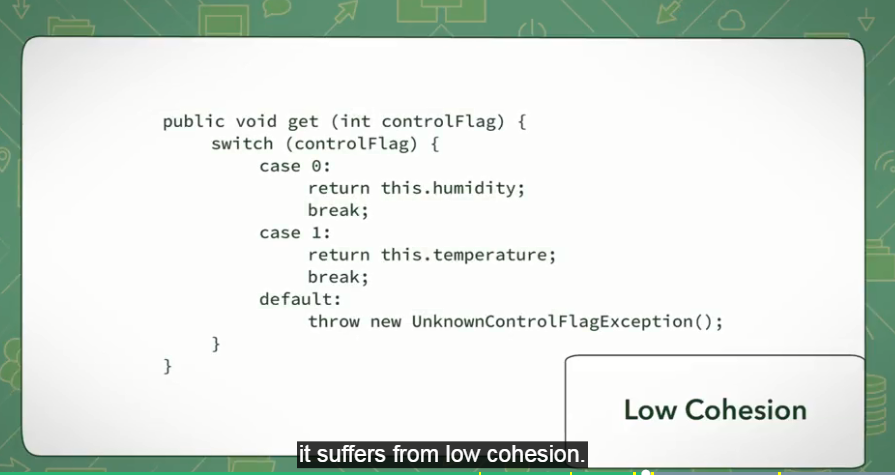 public void get (int controlFlag) {
switch (controlFlag) {
case 0:
return this.humidity;
break;
case 1:
return this.temperature;
break;
default:
throw new UnknownControlFlagException();
}
}
Low Cohesion
it suffers from low cohesion.